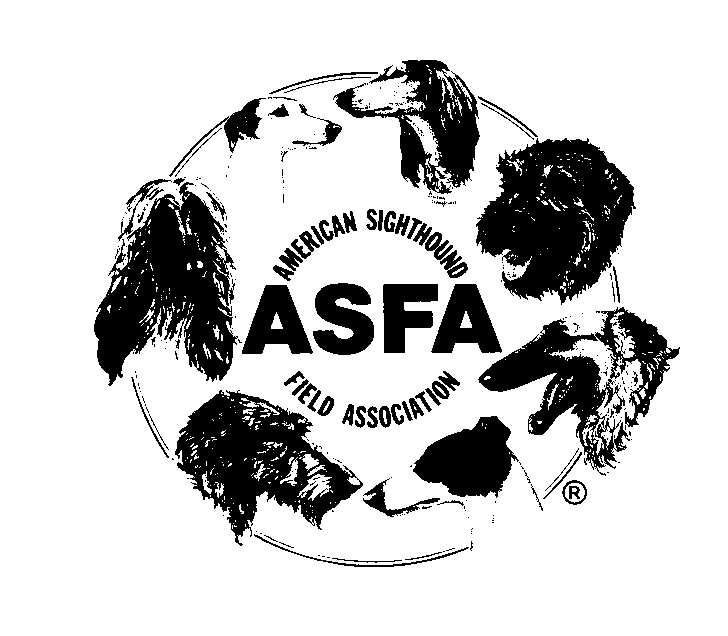 AMERICAN SIGHTHOUND
ASFA
FIELD ASSOCIATION
®